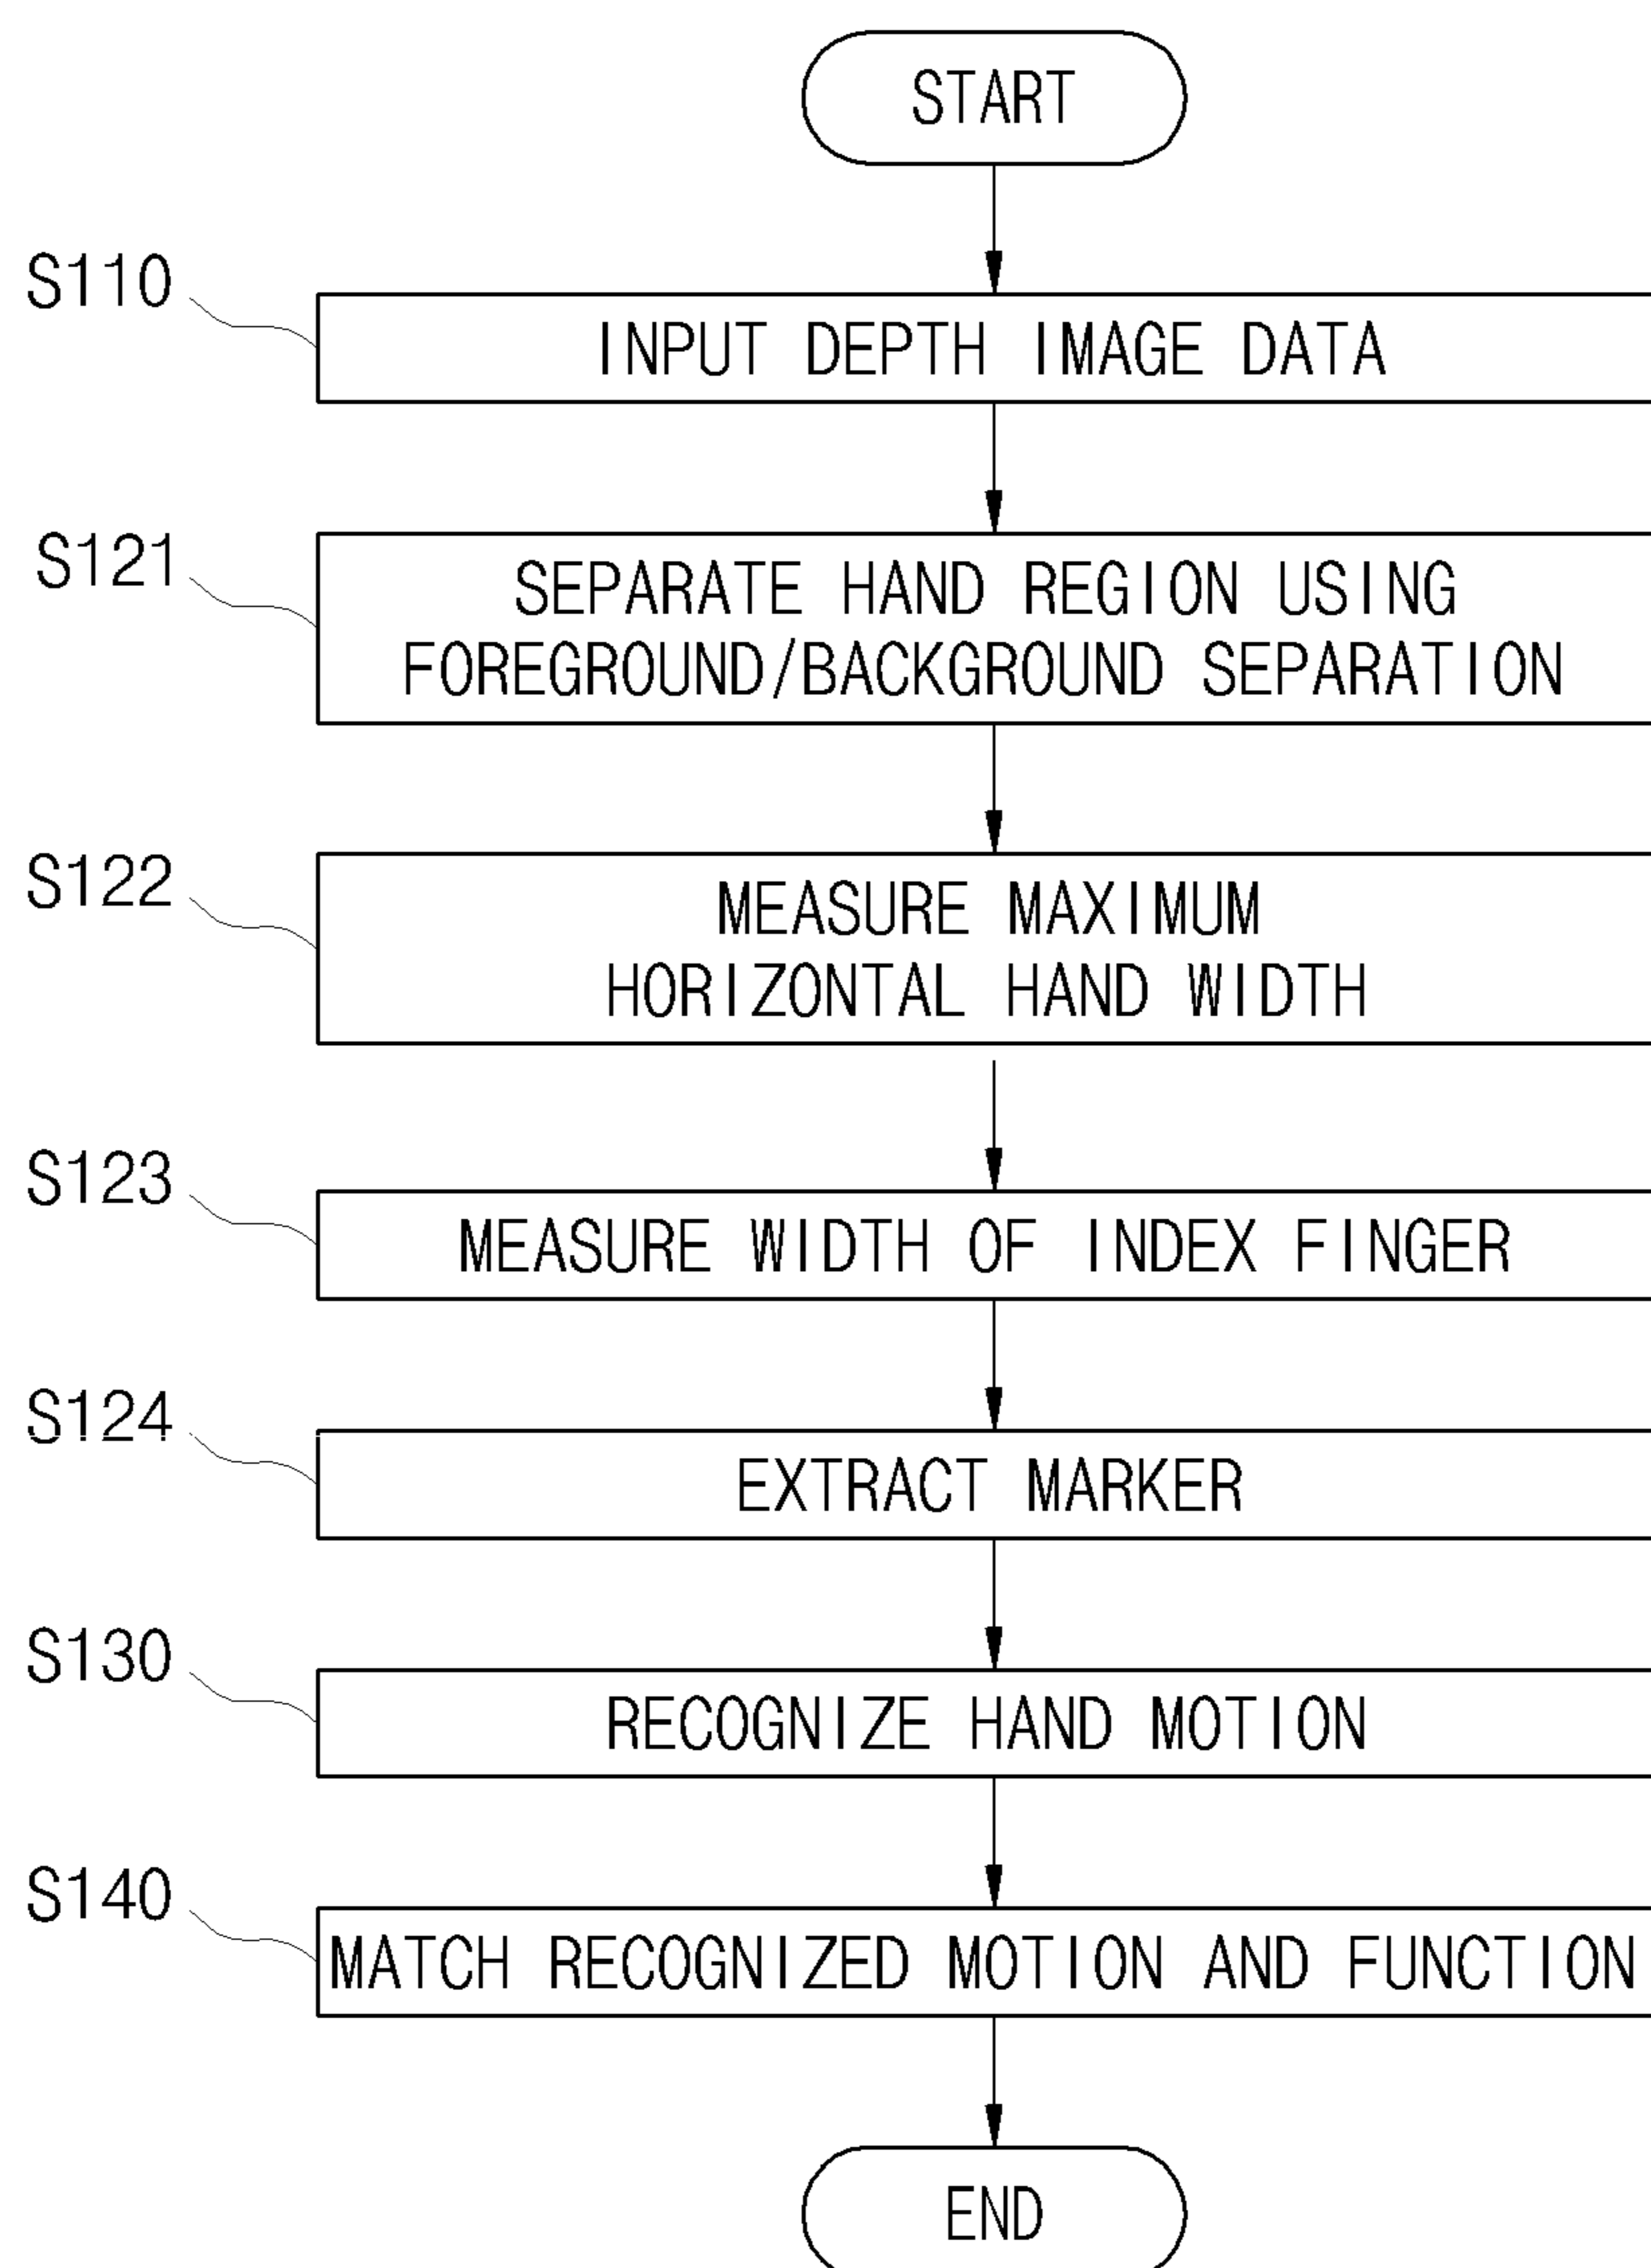 START
S110
INPUT DEPTH IMAGE DATA
S121
SEPARATE HAND REGION USING
FOREGROUND/BACKGROUND SEPARATION
S122
MEASURE MAXIMUM
HORIZONTAL HAND WIDTH
S123
MEASURE WIDTH OF INDEX FINGER
S124
EXTRACT MARKER
S130
RECOGNIZE HAND MOTION
S140
MATCH RECOGNIZED MOTION AND FUNCTION
END